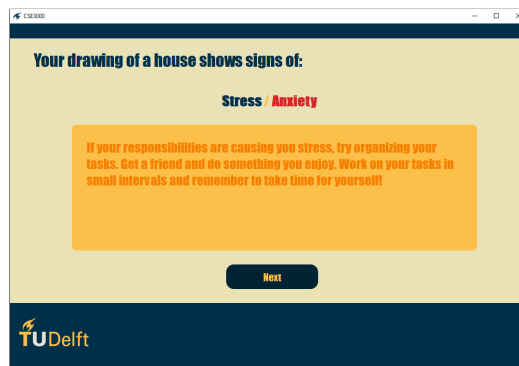 CSE3000
Your drawing of a house shows signs of:
Stress / Anxiety
If your responsibilities are causing you stress, try organizing your
tasks. Get a friend and do something you enjoy. Work on your tasks in
small intervals and remember to take time for yourself!
Next
TUDelft